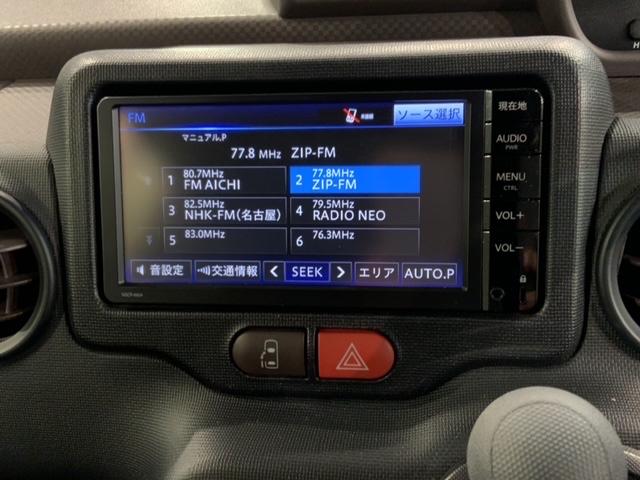 FM
ソース選択
マニュアル.P
77.8 MHz ZIP-FM
1 80.7MHz FM AICHI
2 77.8MHz ZIP-FM
3 82.5MHz NHK-FM(名古屋)
4 79.5MHz RADIO NEO
5 83.0MHz
6 76.3MHz
音設定 交通情報 < SEEK > エリア AUTO.P
現在地
AUDIO
PWR
MENU
CTRL
VOL+
VOL−
H